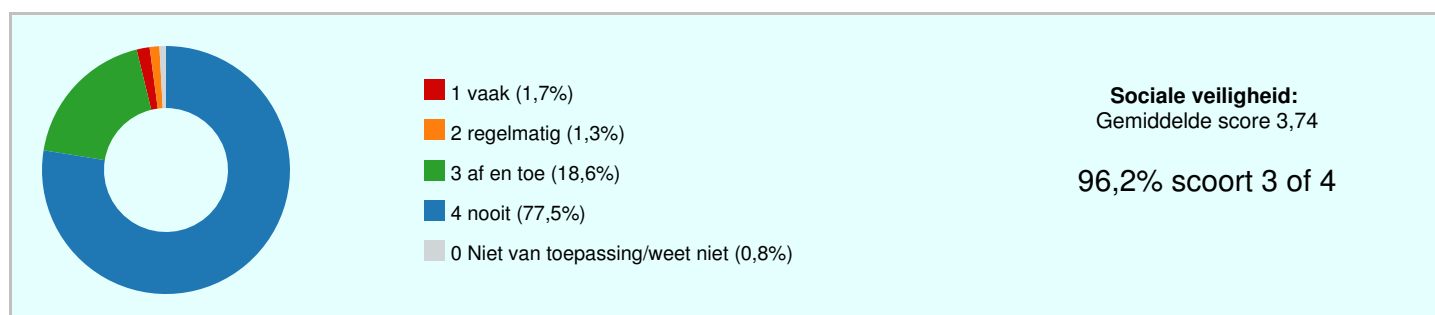 1 vaak (1,7%)
2 regelmatig (1,3%)
3 af en toe (18,6%)
4 nooit (77,5%)
0 Niet van toepassing/weet niet (0,8%)
Sociale veiligheid:
Gemiddelde score 3,74
96,2% scoort 3 of 4